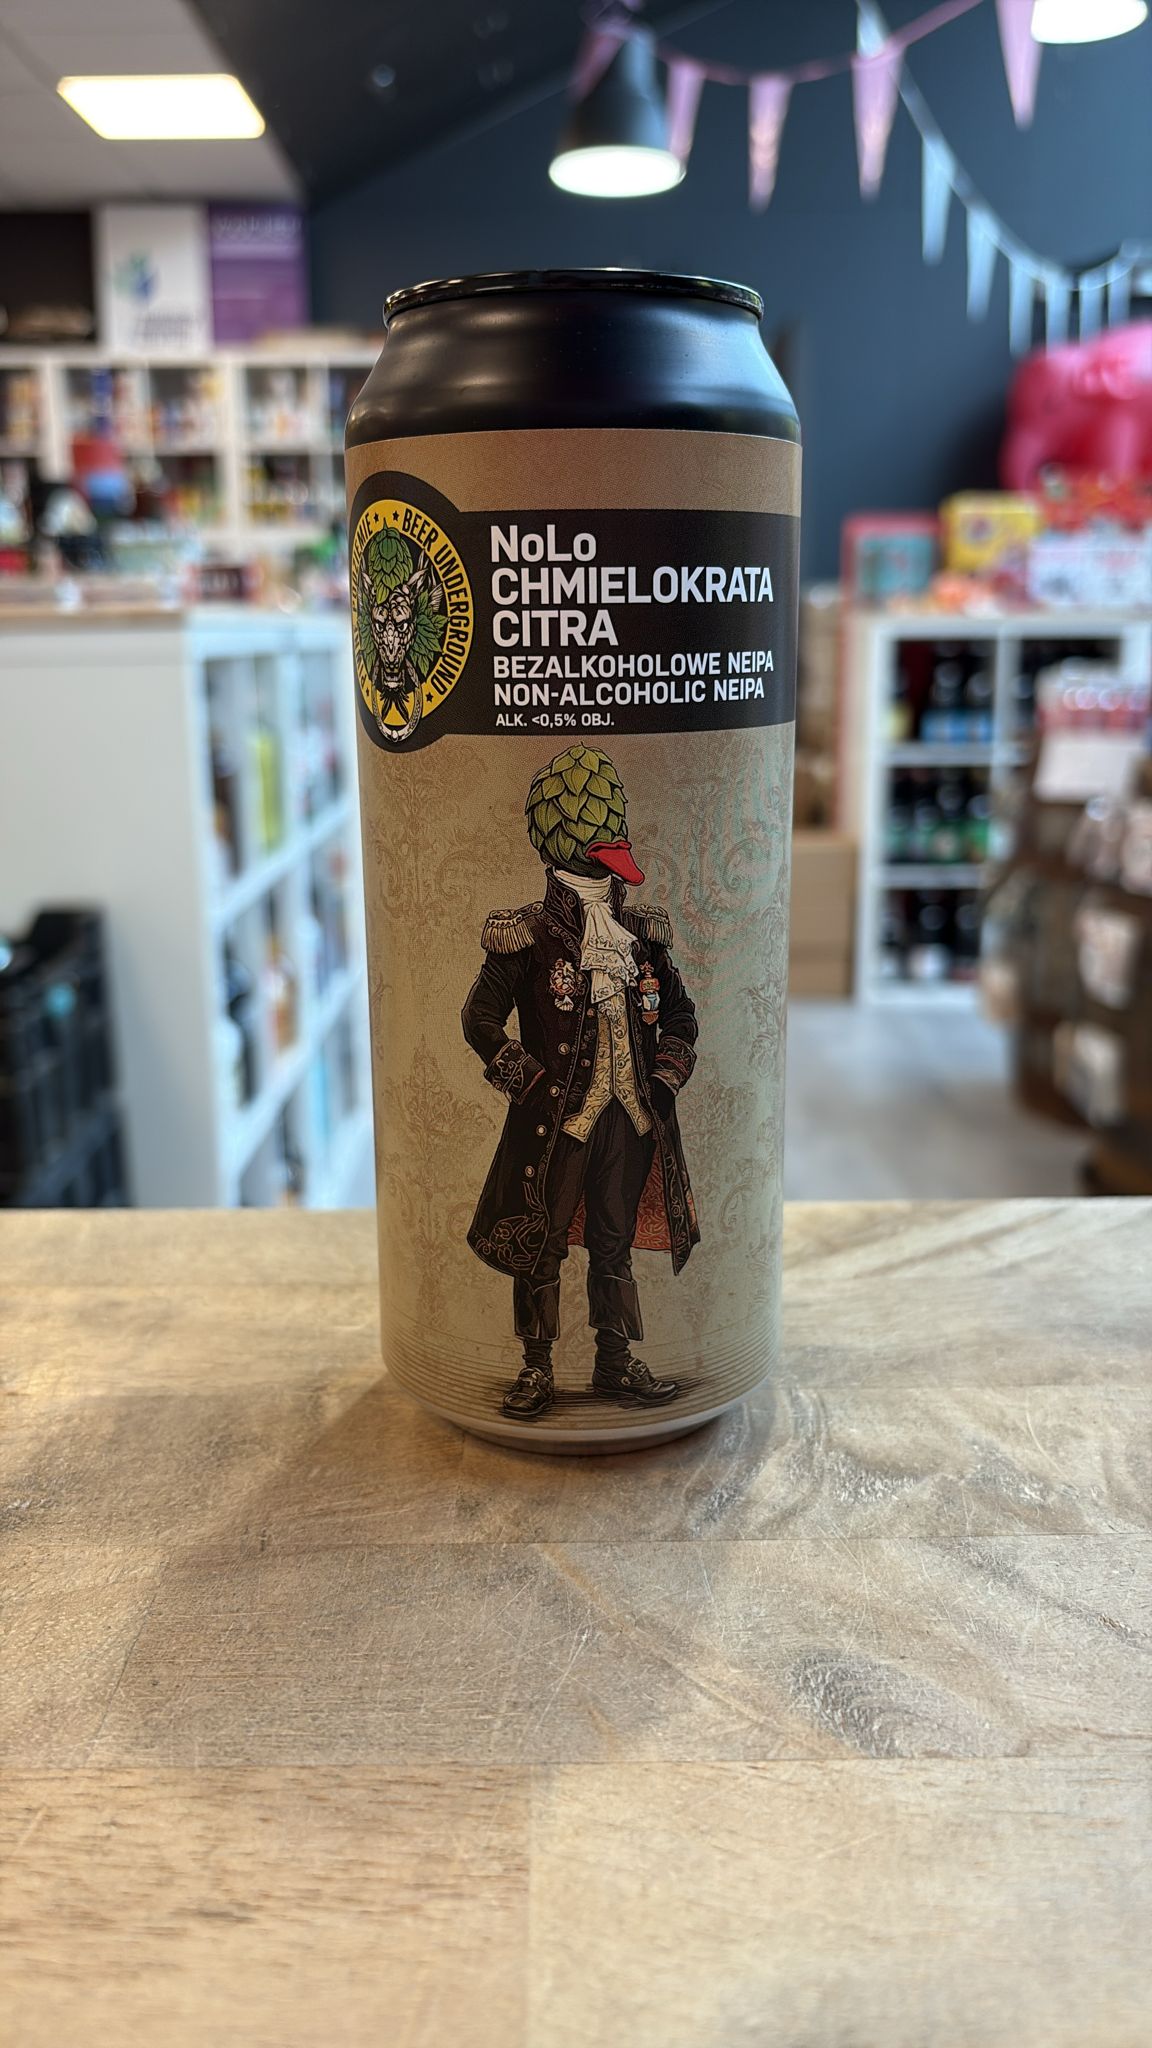 BEER UNDERGROUND
NoLo
CHMIELOKRATA
CITRA
BEZALKOHOLOWE NEIPA
NON-ALCOHOLIC NEIPA
ALK. <0,5% OBJ.